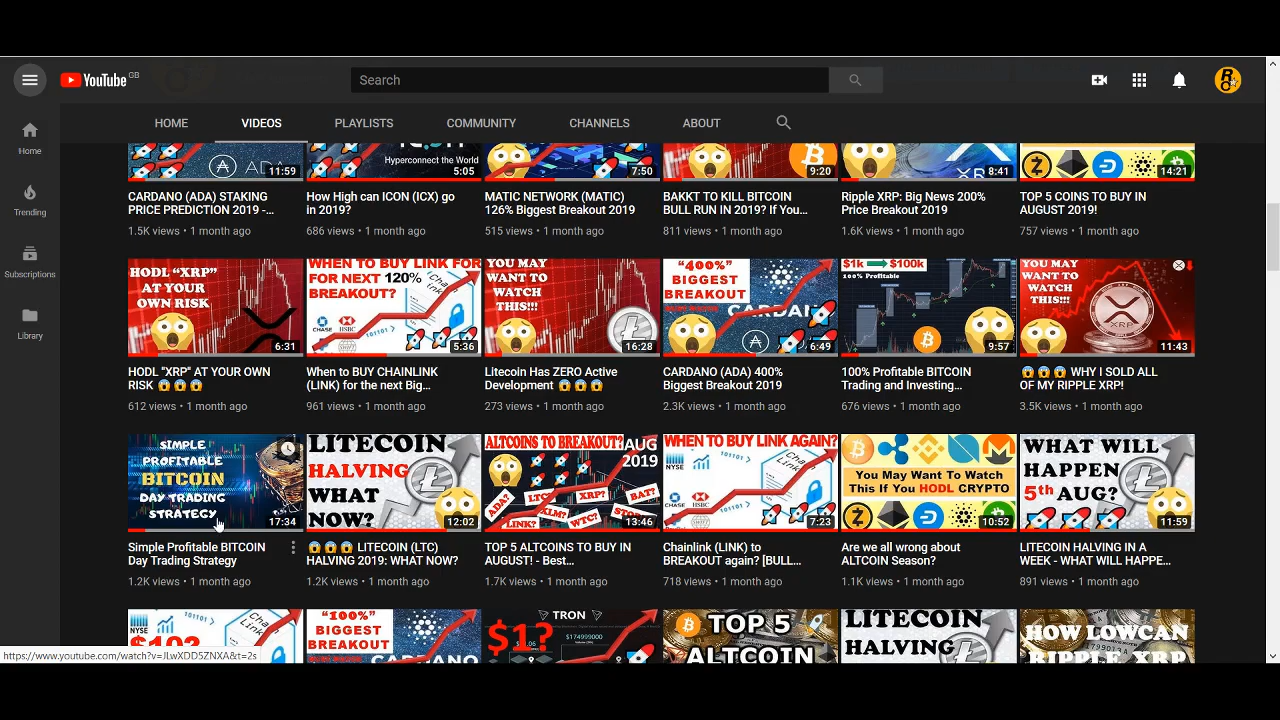 YouTube GB
Search
HOME VIDEOS PLAYLISTS COMMUNITY CHANNELS ABOUT
Home
Trending
Subscriptions
Library
ADA
11:59
Hyperconnect the World
5:05
7:50
9:20
8:41
14:21
CARDANO (ADA) STAKING
PRICE PREDICTION 2019 -...
1.5K views • 1 month ago
How High can ICON (ICX) go
in 2019?
686 views • 1 month ago
MATIC NETWORK (MATIC)
126% Biggest Breakout 2019
515 views • 1 month ago
BAKKT TO KILL BITCOIN
BULL RUN IN 2019? If You...
811 views • 1 month ago
Ripple XRP: Big News 200%
Price Breakout 2019
1.6K views • 1 month ago
TOP 5 COINS TO BUY IN
AUGUST 2019!
757 views • 1 month ago
HODL "XRP"
AT YOUR
OWN RISK
6:31
HODL "XRP" AT YOUR OWN
RISK 😱😱😱
612 views • 1 month ago
WHEN TO BUY LINK FOR
FOR NEXT 120%
BREAKOUT?
CHASE HSBC
101101
5:36
When to BUY CHAINLINK
(LINK) for the next Big...
961 views • 1 month ago
YOU MAY
WANT TO
WATCH
THIS!!!
16:28
Litecoin Has ZERO Active
Development 😱😱😱
273 views • 1 month ago
"400%"
BIGGEST
BREAKOUT
CARDANO
6:49
CARDANO (ADA) 400%
Biggest Breakout 2019
2.3K views • 1 month ago
$1k $100k
100% Profitable
9:57
100% Profitable BITCOIN
Trading and Investing...
676 views • 1 month ago
YOU MAY
WANT TO
WATCH
THIS!!!
XRP
11:43
😱😱😱 WHY I SOLD ALL
OF MY RIPPLE XRP!
3.5K views • 1 month ago
SIMPLE
PROFITABLE
BITCOIN
DAY TRADING
STRATEGY
17:34
Simple Profitable BITCOIN
Day Trading Strategy
1.2K views • 1 month ago
LITECOIN
HALVING
WHAT
NOW?
12:02
😱😱😱 LITECOIN (LTC)
HALVING 2019: WHAT NOW?
1.2K views • 1 month ago
ALTCOINS TO BREAKOUT? AUG
2019
ADA? LTC? XRP? BAT?
LINK? XLM? WTC?
13:46
TOP 5 ALTCOINS TO BUY IN
AUGUST! - Best...
1.7K views • 1 month ago
WHEN TO BUY LINK AGAIN?
NYSE
CHASE HSBC
101101
Chain Link
7:23
Chainlink (LINK) to
BREAKOUT again? [BULL...
718 views • 1 month ago
You May Want To Watch
This If You HODL CRYPTO
10:52
Are we all wrong about
ALTCOIN Season?
1.1K views • 1 month ago
WHAT WILL
HAPPEN
5th AUG?
11:59
LITECOIN HALVING IN A
WEEK - WHAT WILL HAPPE...
891 views • 1 month ago
NYSE
101101
"100%"
BIGGEST
BREAKOUT
CARDANO
TRON
$174999000
$1?
TOP 5
ALTCOIN
LITECOIN
HALVING
HOW LOW CAN
RIPPLE XRP
https://www.youtube.com/watch?v=JLwXDD5ZNXA&t=2s